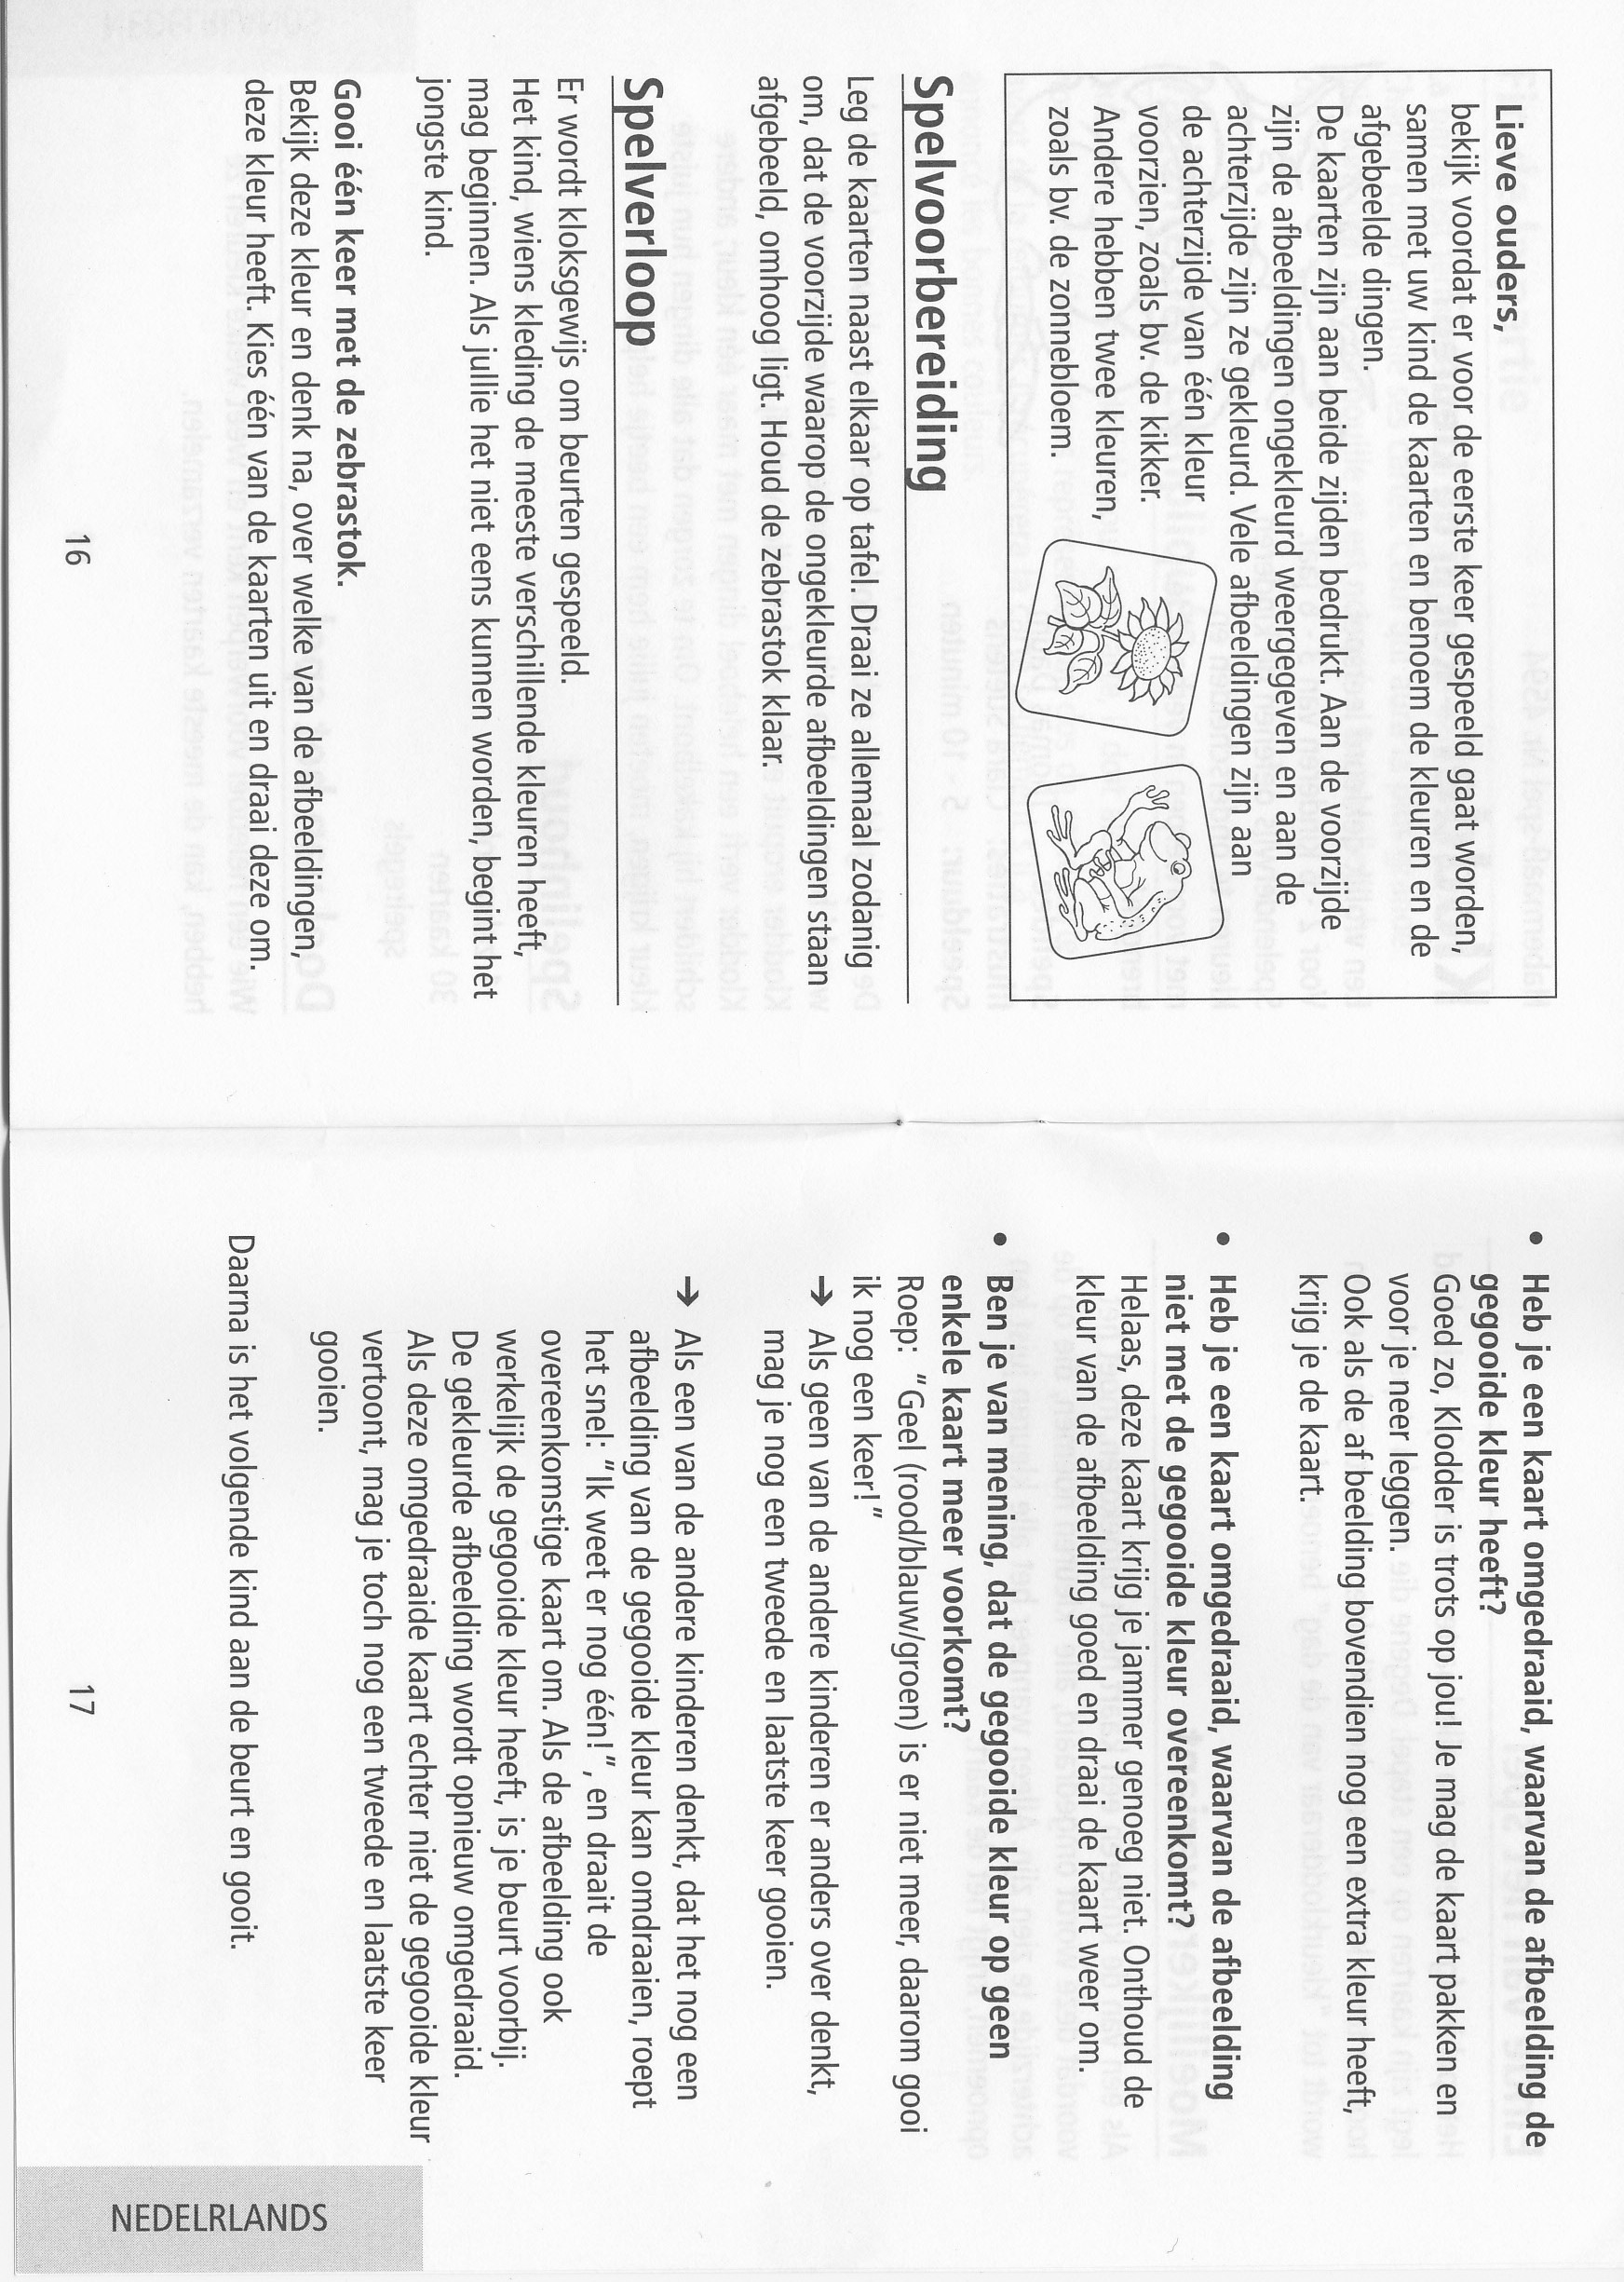 Lieve ouders,
bekijk voordat er voor de eerste keer gespeeld gaat worden,
samen met uw kind de kaarten en benoem de kleuren en de
afgebeelde dingen.
De kaarten zijn aan beide zijden bedrukt. Aan de voorzijde
zijn de afbeeldingen ongekleurd weergegeven en aan de
achterzijde zijn ze gekleurd. Vele afbeeldingen zijn aan
de achterzijde van één kleur
voorzien, zoals bv. de kikker.
Andere hebben twee kleuren,
zoals bv. de zonnebloem.
Spelvoorbereiding
Leg de kaarten naast elkaar op tafel. Draai ze allemaal zodanig
om, dat de voorzijde waarop de ongekleurde afbeeldingen staan
afgebeeld, omhoog ligt. Houd de zebrastok klaar.
Spelverloop
Er wordt kloksgewijs om beurten gespeeld.
Het kind, wiens kleding de meeste verschillende kleuren heeft,
mag beginnen. Als jullie het niet eens kunnen worden, begint het
jongste kind.
Gooi één keer met de zebrastok.
Bekijk deze kleur en denk na, over welke van de afbeeldingen,
deze kleur heeft. Kies één van de kaarten uit en draai deze om.
16
• Heb je een kaart omgedraaid, waarvan de afbeelding de
gegooide kleur heeft?
Goed zo, Klodder is trots op jou! Je mag de kaart pakken en
voor je neer leggen.
Ook als de afbeelding bovendien nog een extra kleur heeft,
krijg je de kaart.
• Heb je een kaart omgedraaid, waarvan de afbeelding
niet met de gegooide kleur overeenkomt?
Helaas, deze kaart krijg je jammer genoeg niet. Onthoud de
kleur van de afbeelding goed en draai de kaart weer om.
• Ben je van mening, dat de gegooide kleur op geen
enkele kaart meer voorkomt?
Roep: "Geel (rood/blauw/groen) is er niet meer, daarom gooi
ik nog een keer!"
➔ Als geen van de andere kinderen er anders over denkt,
mag je nog een tweede en laatste keer gooien.
➔ Als een van de andere kinderen denkt, dat het nog een
afbeelding van de gegooide kleur kan omdraaien, roept
het snel: "Ik weet er nog één!", en draait de
overeenkomstige kaart om. Als de afbeelding ook
werkelijk de gegooide kleur heeft, is je beurt voorbij.
De gekleurde afbeelding wordt opnieuw omgedraaid.
Als deze omgedraaide kaart echter niet de gegooide kleur
vertoont, mag je toch nog een tweede en laatste keer
gooien.
Daarna is het volgende kind aan de beurt en gooit.
17
NEDELRLANDS